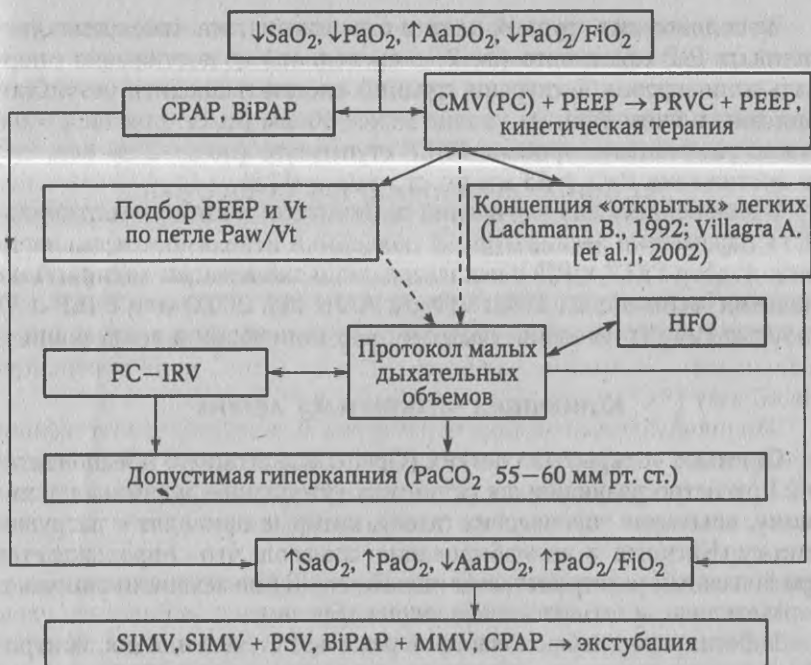 ↓SaO2, ↓PaO2, ↑AaDO2, ↓PaO2/FiO2
CPAP, BiPAP
CMV(PC) + PEEP → PRVC + PEEP,
кинетическая терапия
Подбор PEEP и Vt
по петле Paw/Vt
Концепция «открытых» легких
(Lachmann B., 1992; Villagra A.
[et al.], 2002)
HFO
PC—IRV
Протокол малых
дыхательных
объемов
Допустимая гиперкапния (PaCO2 55—60 мм рт. ст.)
↑SaO2, ↑PaO2, ↓AaDO2, ↑PaO2/FiO2
SIMV, SIMV + PSV, BiPAP + MMV, CPAP → экстубация